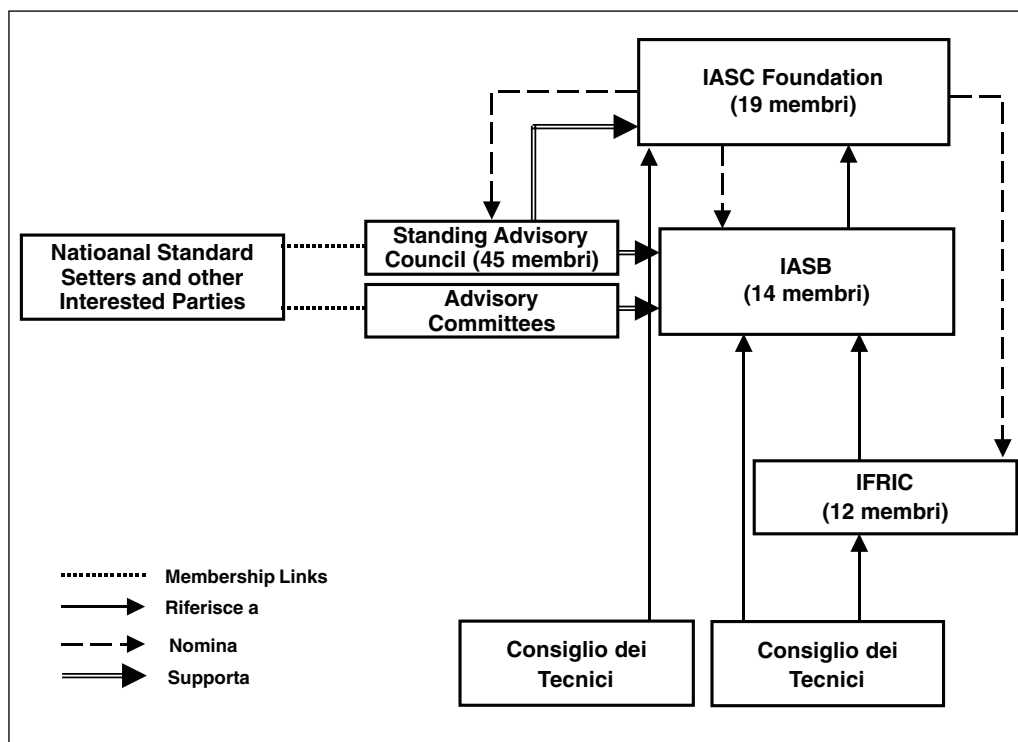 IASC Foundation
(19 membri)
Standing Advisory
Council (45 membri)
Natioanal Standard
Setters and other
Interested Parties
IASB
(14 membri)
Advisory
Committees
IFRIC
(12 membri)
Membership Links
Riferisce a
Nomina
Supporta
Consiglio dei
Tecnici
Consiglio dei
Tecnici